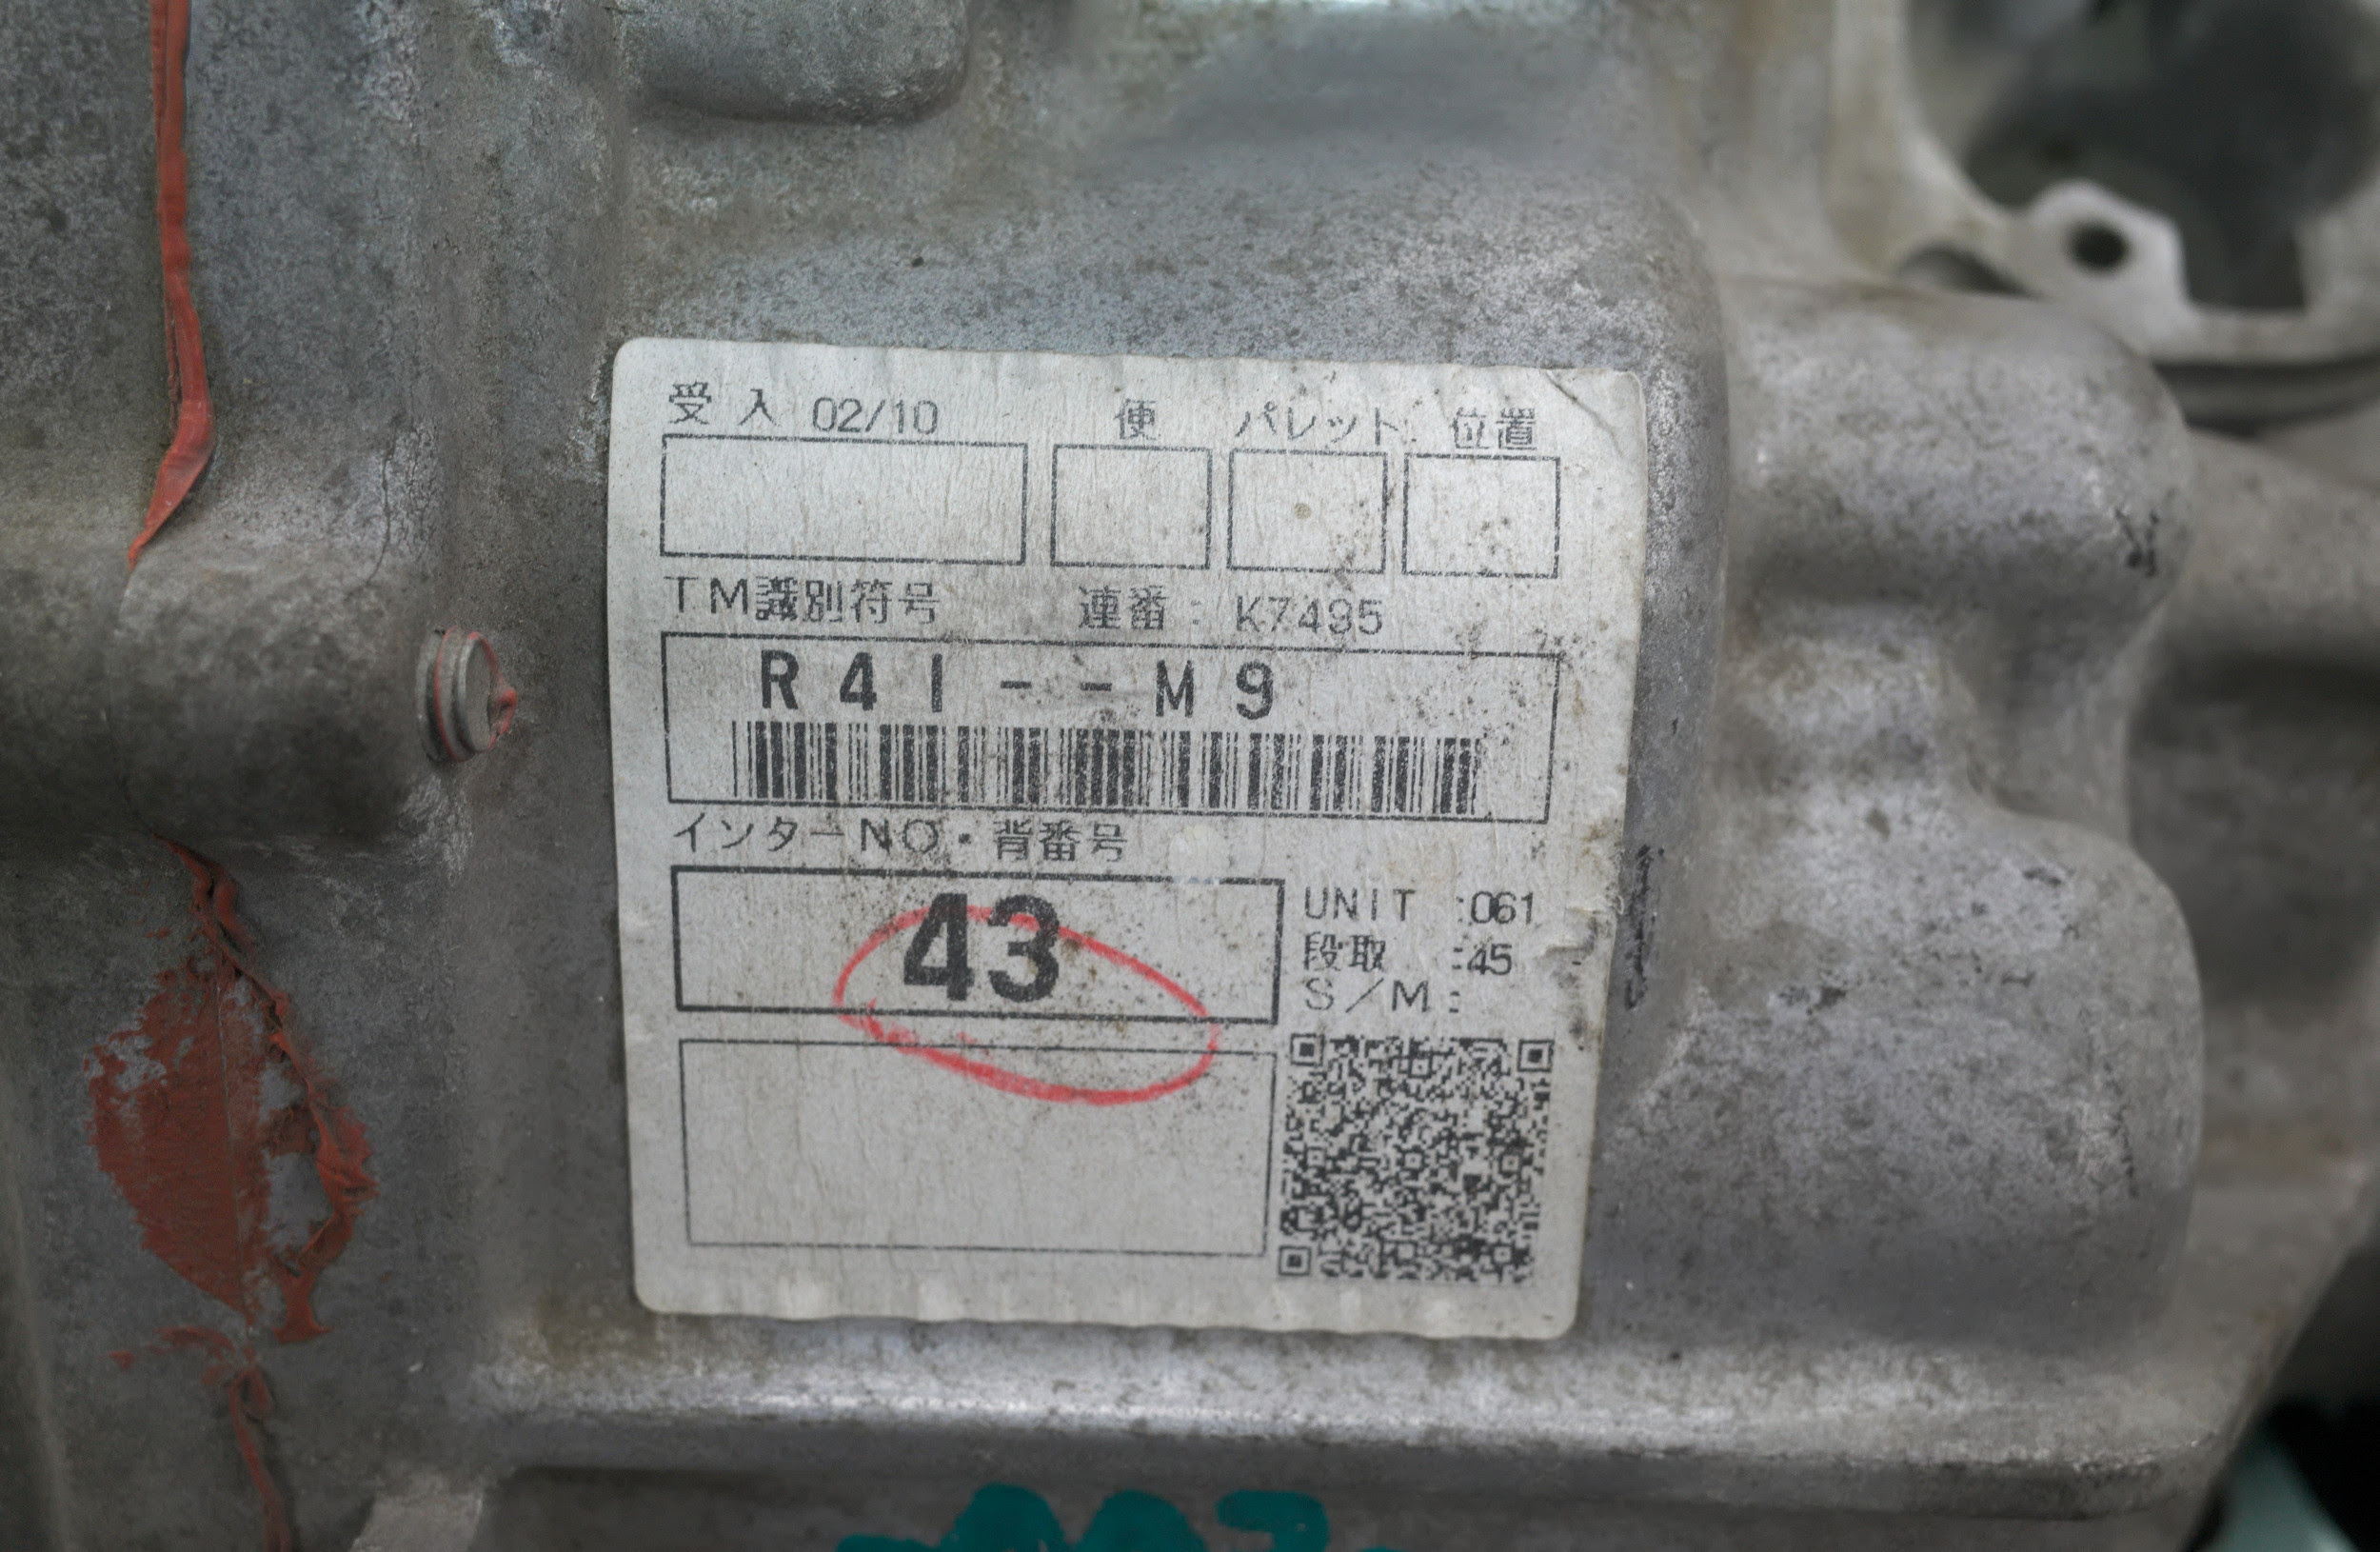 受入 02/10 便 パレット 位置
TM識別符号 連番: K7495
R4I--M9
インターNO・背番号
43
UNIT :061
段取 :45
S/M: